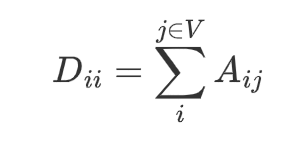 $D_{ii} = \sum_{i}^{j \in V} A_{ij}$